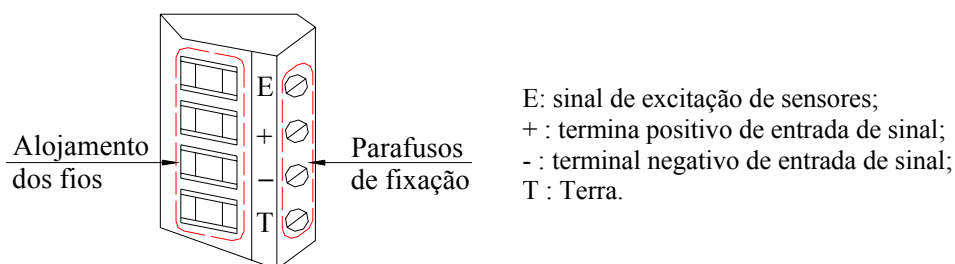 Alojamento
dos fios
E
+
−
T
Parafusos
de fixação
E: sinal de excitação de sensores;
+ : termina positivo de entrada de sinal;
- : terminal negativo de entrada de sinal;
T : Terra.